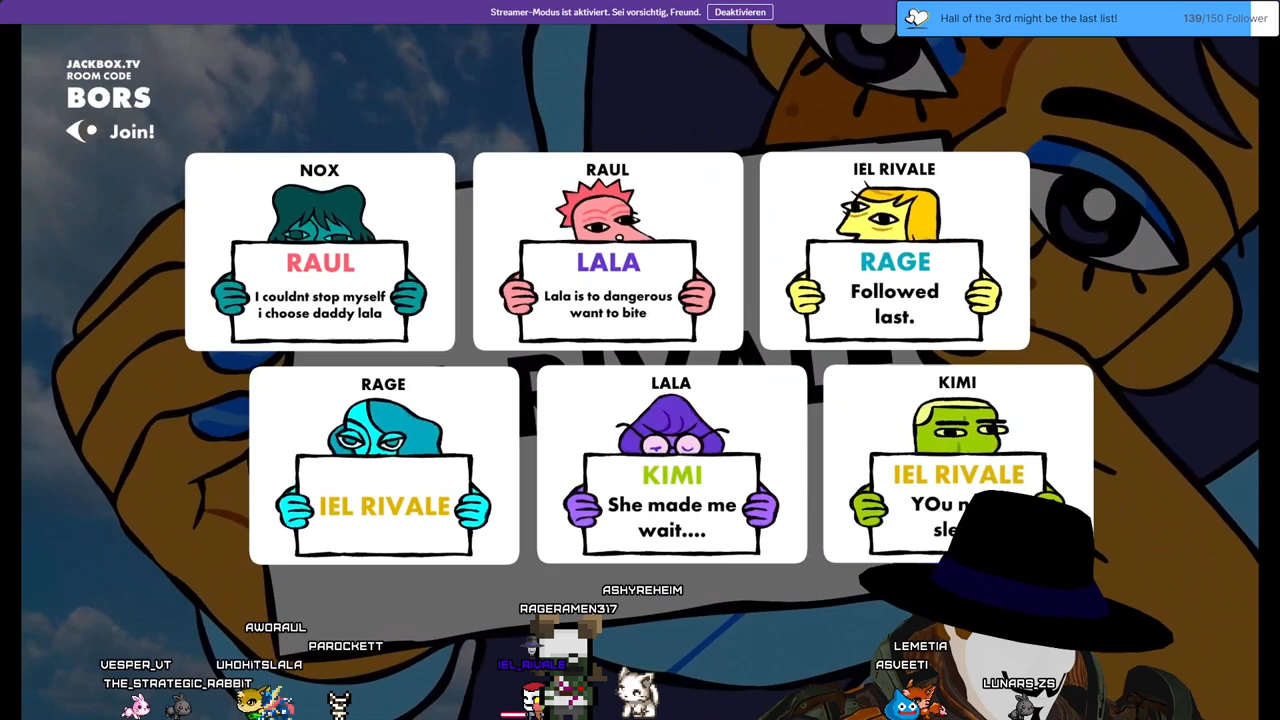 Streamer-Modus ist aktiviert. Sei vorsichtig, Freund.
Deaktivieren
Hall of the 3rd might be the last list!
139/150 Follower
JACKBOX.TV
ROOM CODE
BORS
Join!
NOX
RAUL
I couldnt stop myself
i choose daddy lala
RAUL
LALA
Lala is to dangerous
want to bite
IEL RIVALE
RAGE
Followed
last.
RAGE
IEL RIVALE
LALA
KIMI
She made me
wait....
KIMI
IEL RIVALE
YOu
ASHYREHEIM
RAGERAMEN317
AWORAUL
PAROCKETT
LEMETIA
VESPER_VT
UHOHITSLALA
IEL_RIVALE
ASVEETI
THE_STRATEGIC_RABBIT
LUNARS_ZS